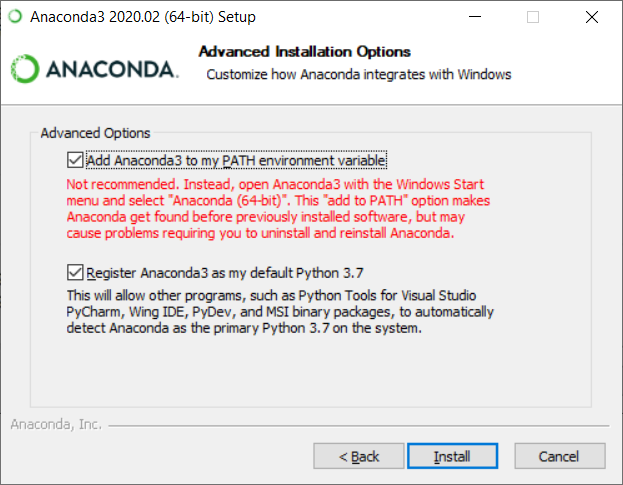 Anaconda3 2020.02 (64-bit) Setup
Advanced Installation Options
Customize how Anaconda integrates with Windows
ANACONDA.
Advanced Options
Add Anaconda3 to my PATH environment variable
Not recommended. Instead, open Anaconda3 with the Windows Start
menu and select "Anaconda (64-bit)". This "add to PATH" option makes
Anaconda get found before previously installed software, but may
cause problems requiring you to uninstall and reinstall Anaconda.
Register Anaconda3 as my default Python 3.7
This will allow other programs, such as Python Tools for Visual Studio
PyCharm, Wing IDE, PyDev, and MSI binary packages, to automatically
detect Anaconda as the primary Python 3.7 on the system.
Anaconda, Inc.
< Back
Install
Cancel